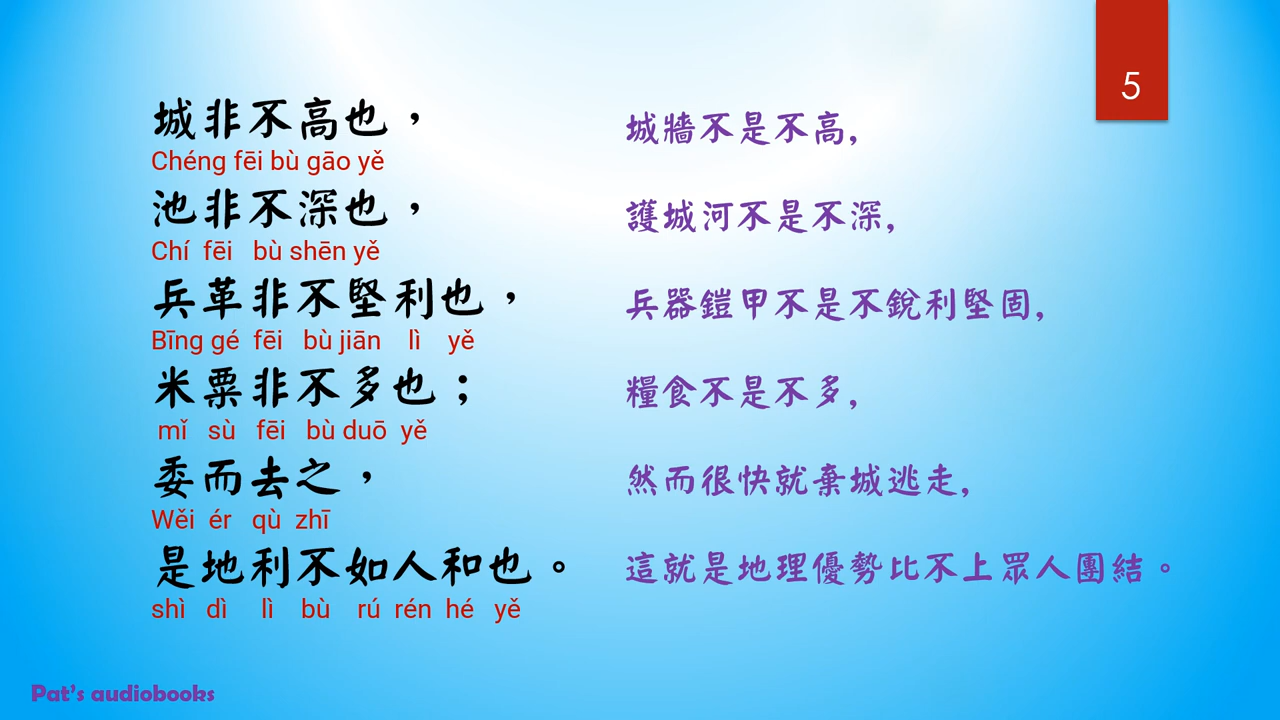 5
城非不高也，
Chéng fēi bù gāo yě
池非不深也，
Chí fēi bù shēn yě
兵革非不堅利也，
Bīng gé fēi bù jiān lì yě
米粟非不多也；
mǐ sù fēi bù duō yě
委而去之，
Wěi ér qù zhī
是地利不如人和也。
shì dì lì bù rú rén hé yě
城牆不是不高,
護城河不是不深,
兵器鎧甲不是不銳利堅固,
糧食不是不多,
然而很快就棄城逃走,
這就是地理優勢比不上眾人團結。
Pat's audiobooks